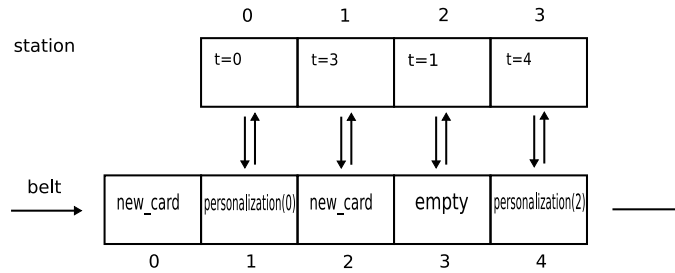 0 1 2 3
station
t=0 t=3 t=1 t=4
belt
new_card personalization(0) new_card empty personalization(2)
0 1 2 3 4